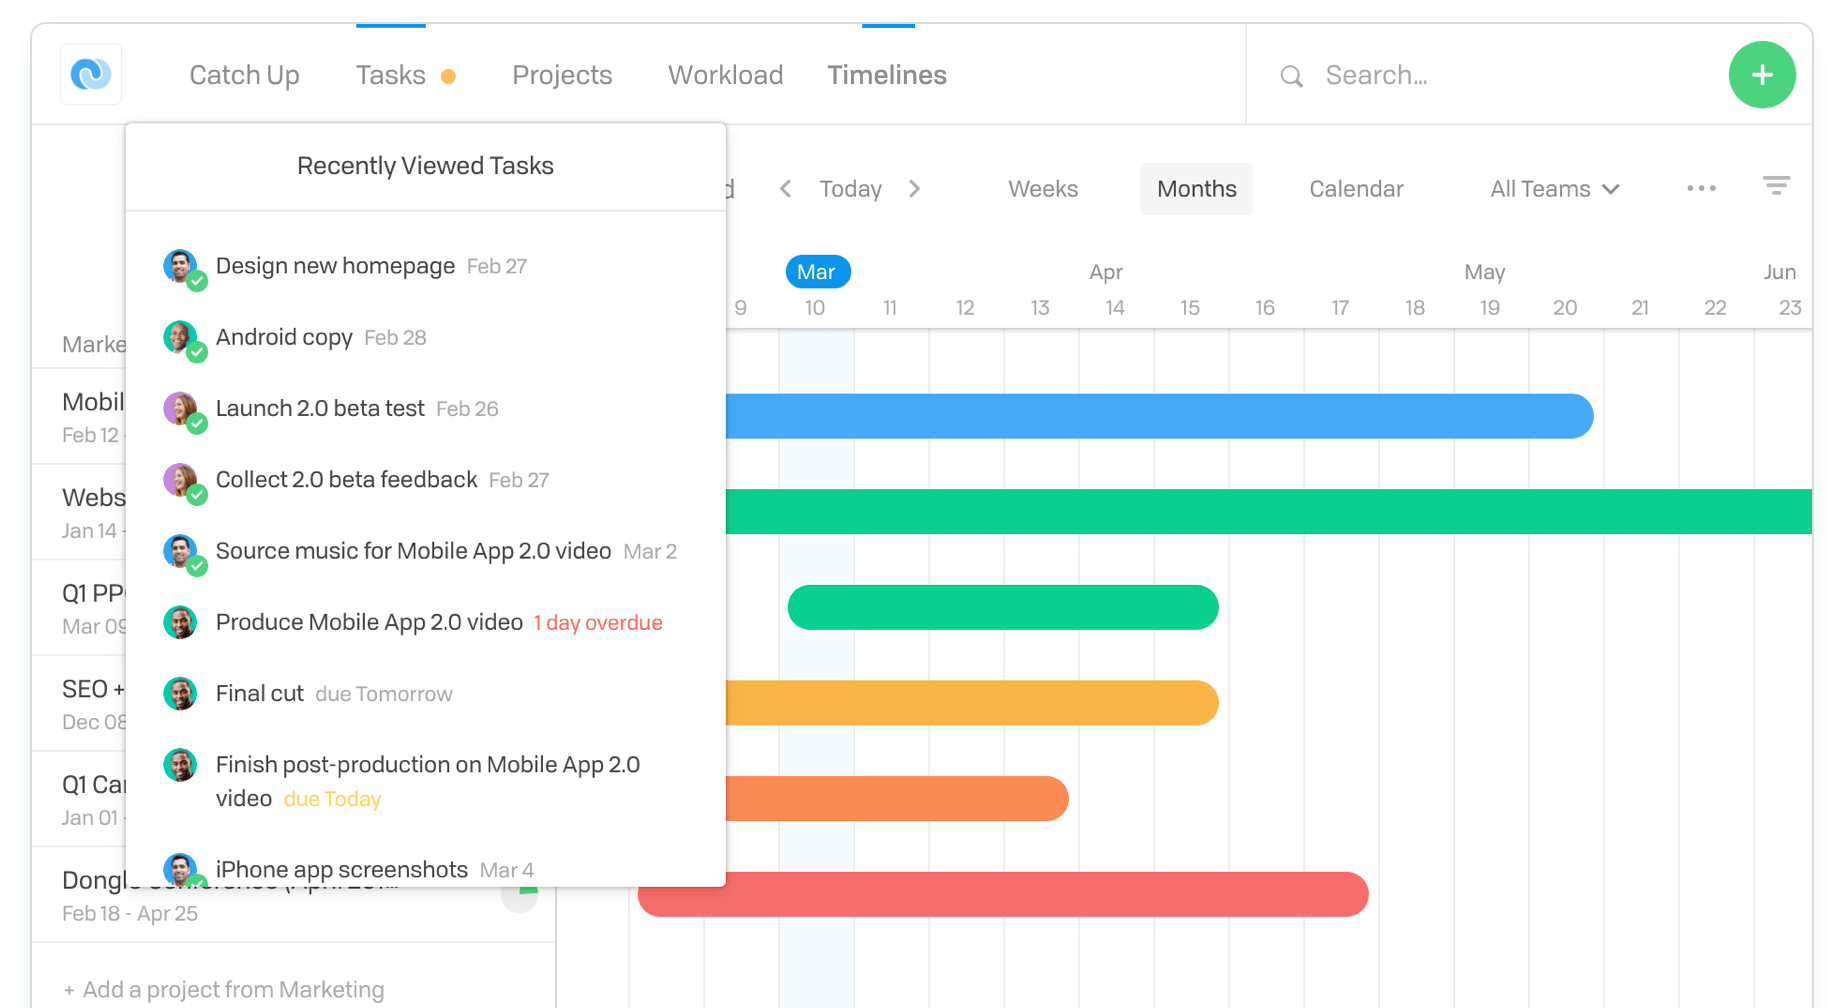 Catch Up Tasks Projects Workload Timelines Search...
Recently Viewed Tasks
Today Weeks Months Calendar All Teams
Mar Apr May Jun
9 10 11 12 13 14 15 16 17 18 19 20 21 22 23
Design new homepage Feb 27
Android copy Feb 28
Launch 2.0 beta test Feb 26
Collect 2.0 beta feedback Feb 27
Source music for Mobile App 2.0 video Mar 2
Produce Mobile App 2.0 video 1 day overdue
Final cut due Tomorrow
Finish post-production on Mobile App 2.0
video due Today
iPhone app screenshots Mar 4
Marke
Mobil
Feb 12 -
Webs
Jan 14 -
Q1 PP
Mar 09
SEO +
Dec 08
Q1 Car
Jan 01 -
Feb 18 - Apr 25
+ Add a project from Marketing